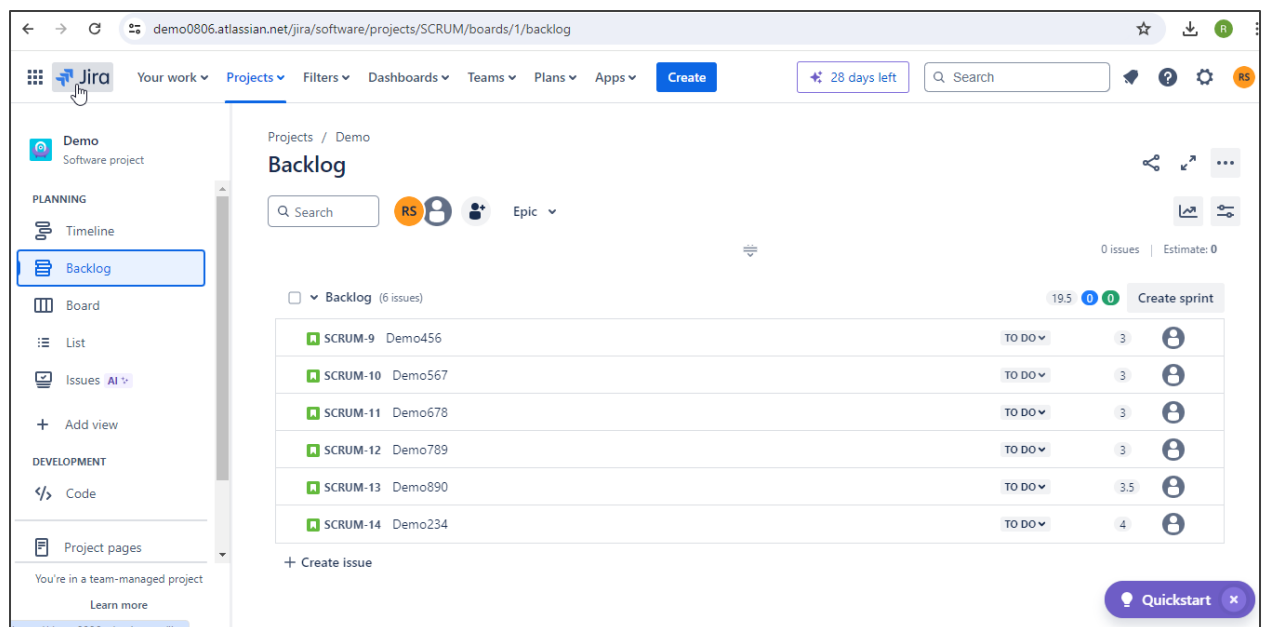 demo0806.atlassian.net/jira/software/projects/SCRUM/boards/1/backlog R
Jira Your work Projects Filters Dashboards Teams Plans Apps Create 28 days left Search RS
Demo
Software project
PLANNING
Timeline
Backlog
Board
List
Issues AI
Add view
DEVELOPMENT
Code
Project pages
You're in a team-managed project
Learn more
Projects / Demo
Backlog
Search RS Epic
0 issues | Estimate: 0
Backlog (6 issues) 19.5 0 0 Create sprint
SCRUM-9 Demo456 TO DO 3
SCRUM-10 Demo567 TO DO 3
SCRUM-11 Demo678 TO DO 3
SCRUM-12 Demo789 TO DO 3
SCRUM-13 Demo890 TO DO 3.5
SCRUM-14 Demo234 TO DO 4
+ Create issue
Quickstart ×